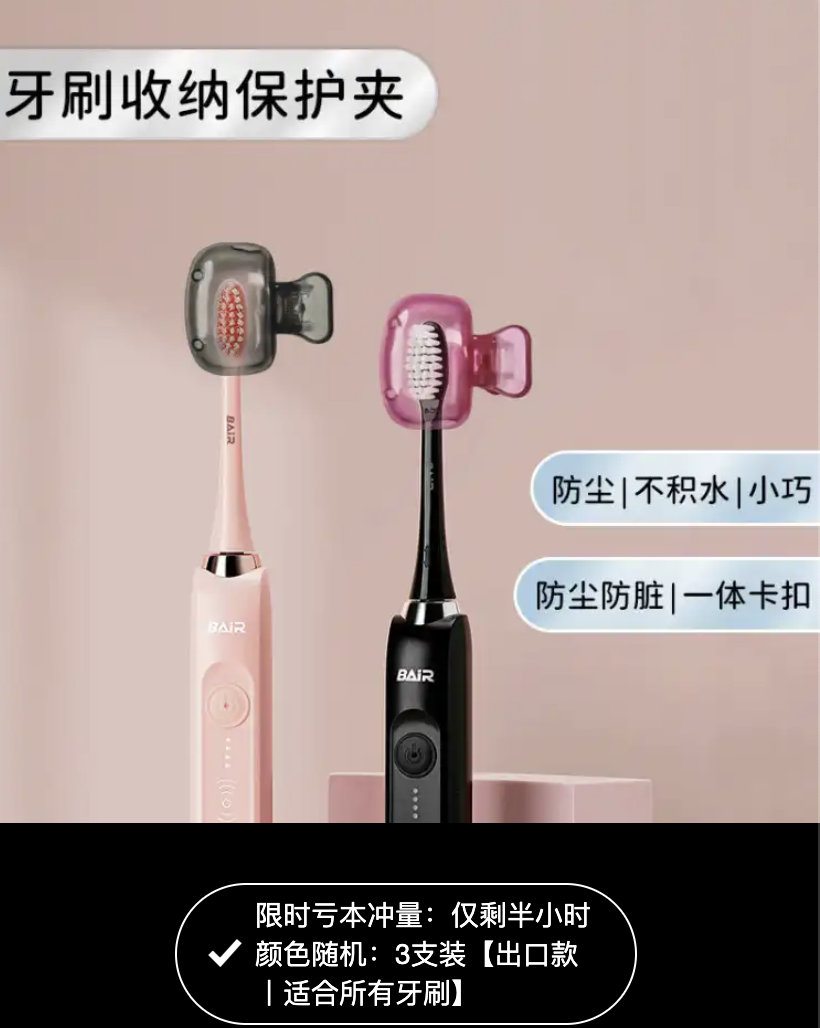 牙刷收纳保护夹
BAIR
防尘|不积水|小巧
防尘防脏|一体卡扣
BAIR
BAIR
限时亏本冲量：仅剩半小时
颜色随机：3支装【出口款
｜适合所有牙刷】